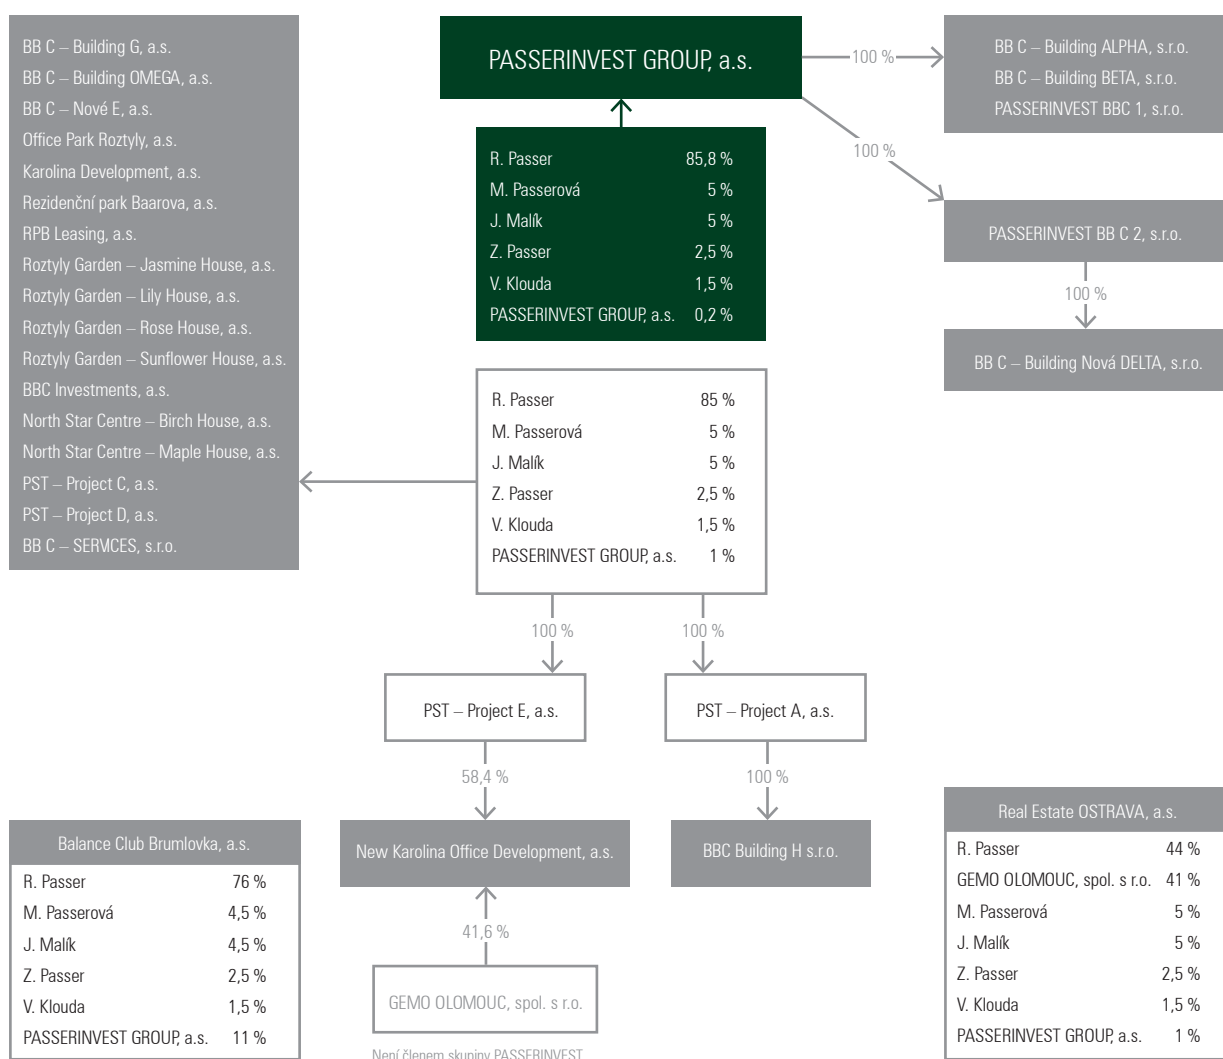 BB C – Building G, a.s.
BB C – Building OMEGA, a.s.
BB C – Nové E, a.s.
Office Park Roztyly, a.s.
Karolina Development, a.s.
Rezidenční park Baarova, a.s.
RPB Leasing, a.s.
Roztyly Garden – Jasmine House, a.s.
Roztyly Garden – Lily House, a.s.
Roztyly Garden – Rose House, a.s.
Roztyly Garden – Sunflower House, a.s.
BBC Investments, a.s.
North Star Centre – Birch House, a.s.
North Star Centre – Maple House, a.s.
PST – Project C, a.s.
PST – Project D, a.s.
BB C – SERVICES, s.r.o.
PASSERINVEST GROUP, a.s.
R. Passer 85,8 %
M. Passerová 5 %
J. Malík 5 %
Z. Passer 2,5 %
V. Klouda 1,5 %
PASSERINVEST GROUP, a.s. 0,2 %
100 %
BB C – Building ALPHA, s.r.o.
BB C – Building BETA, s.r.o.
PASSERINVEST BBC 1, s.r.o.
100 %
PASSERINVEST BB C 2, s.r.o.
100 %
BB C – Building Nová DELTA, s.r.o.
R. Passer 85 %
M. Passerová 5 %
J. Malík 5 %
Z. Passer 2,5 %
V. Klouda 1,5 %
PASSERINVEST GROUP, a.s. 1 %
100 %
100 %
PST – Project E, a.s.
PST – Project A, a.s.
58,4 %
100 %
New Karolina Office Development, a.s.
BBC Building H s.r.o.
41,6 %
GEMO OLOMOUC, spol. s r.o.
Není členem skupiny PASSERINVEST
Balance Club Brumlovka, a.s.
R. Passer 76 %
M. Passerová 4,5 %
J. Malík 4,5 %
Z. Passer 2,5 %
V. Klouda 1,5 %
PASSERINVEST GROUP, a.s. 11 %
Real Estate OSTRAVA, a.s.
R. Passer 44 %
GEMO OLOMOUC, spol. s r.o. 41 %
M. Passerová 5 %
J. Malík 5 %
Z. Passer 2,5 %
V. Klouda 1,5 %
PASSERINVEST GROUP, a.s. 1 %